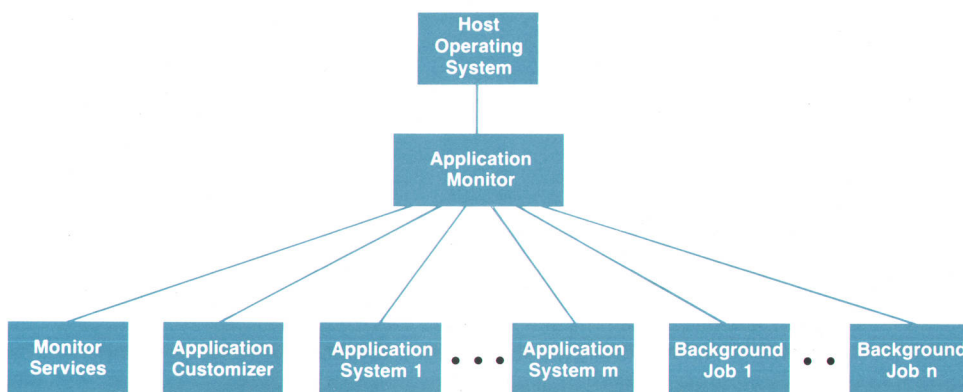 Host
Operating
System
Application
Monitor
Monitor
Services
Application
Customizer
Application
System 1
• • •
Application
System m
Background
Job 1
• •
Background
Job n